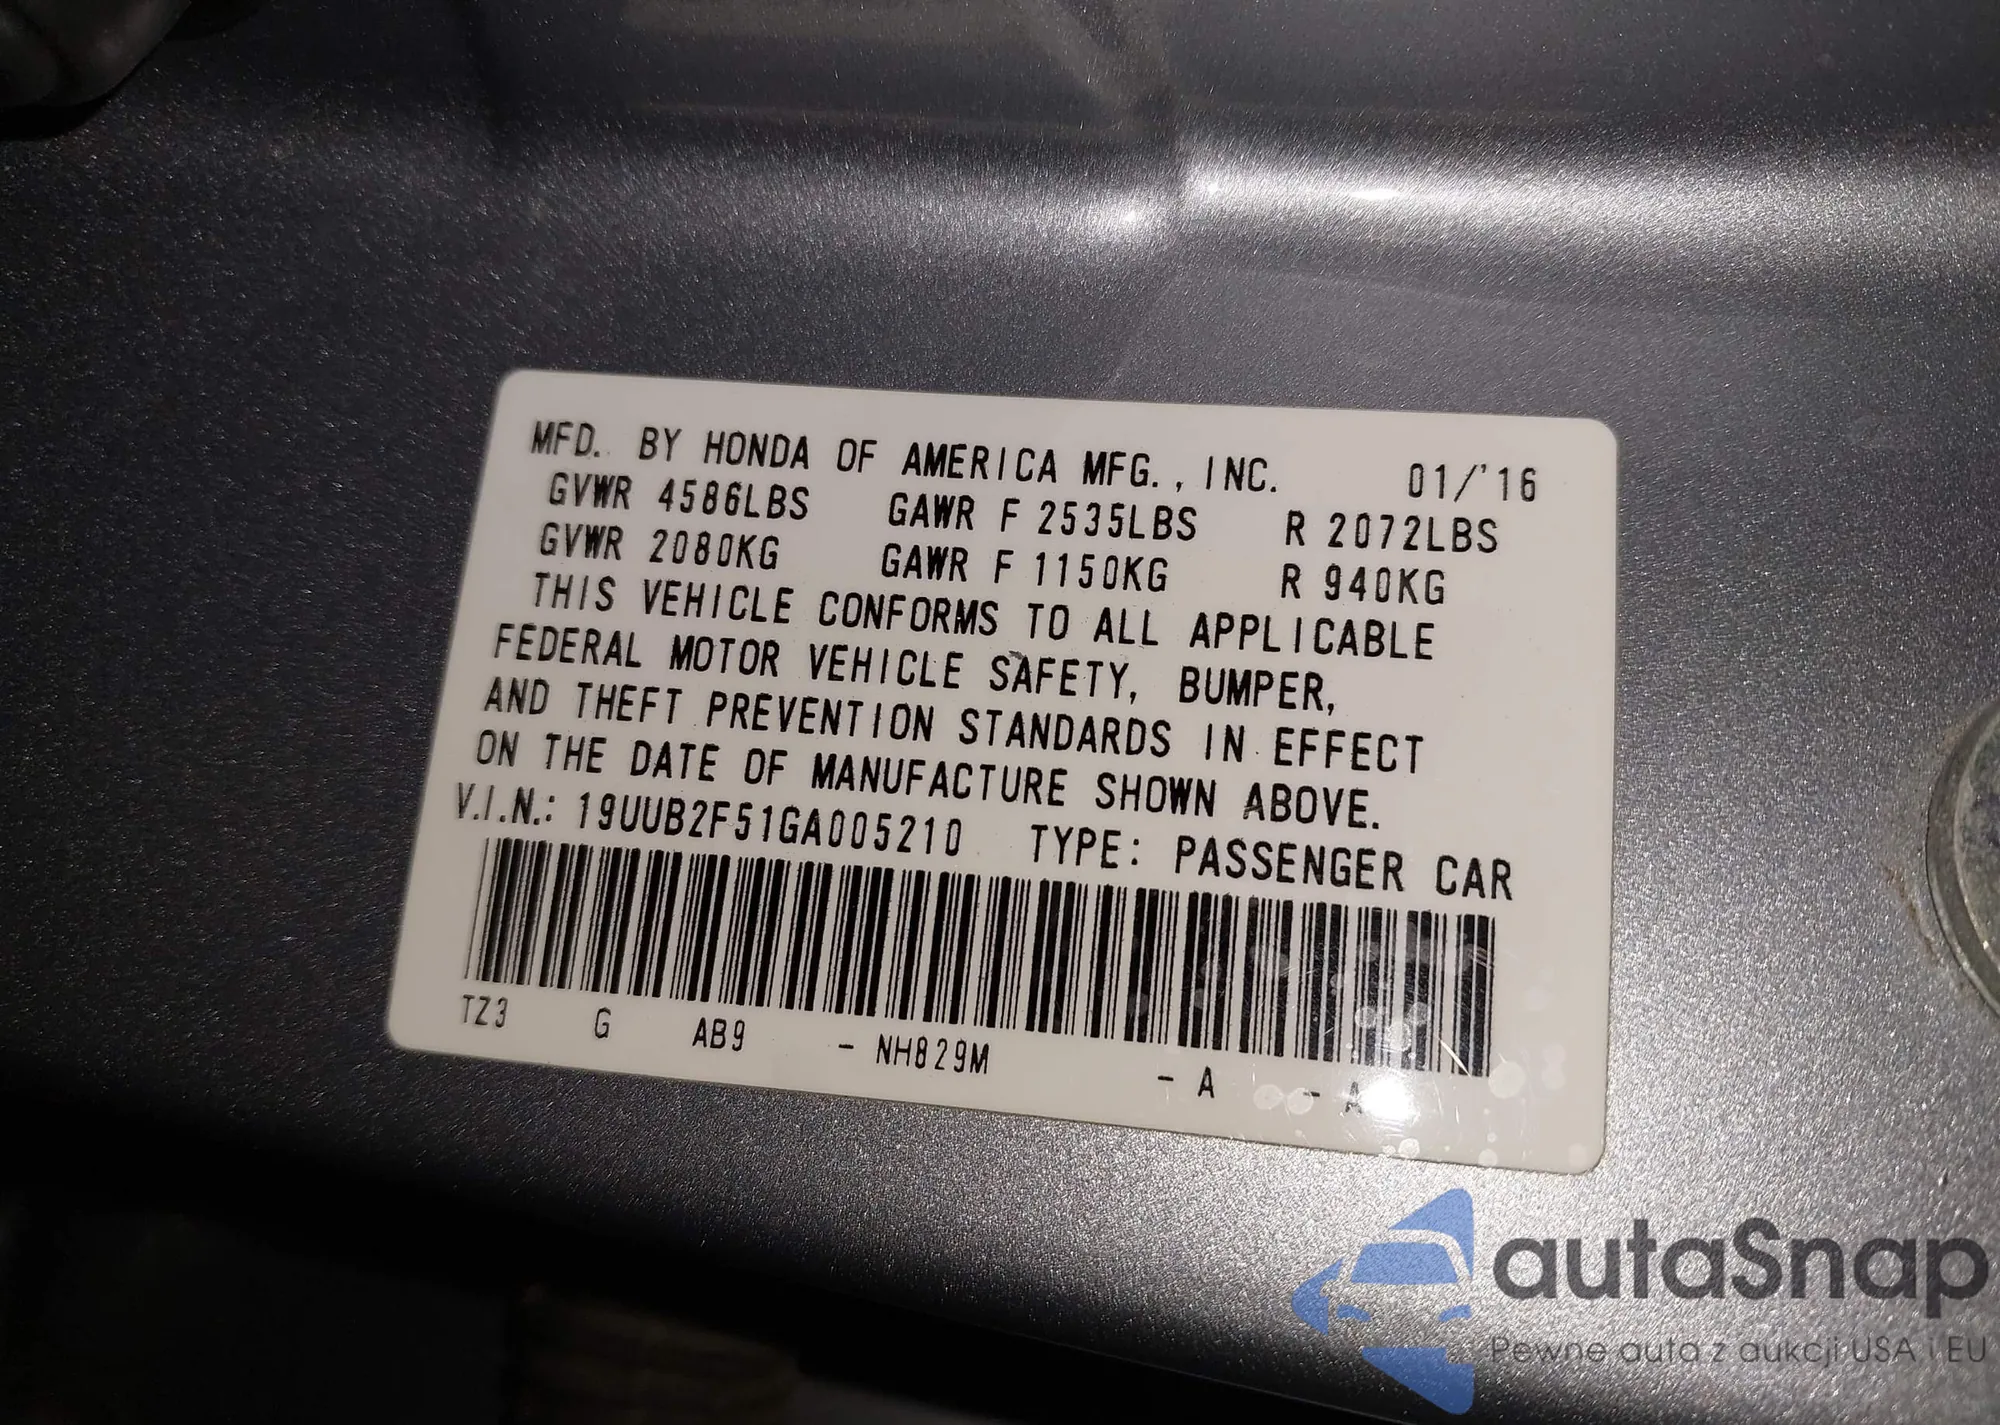 MFD. BY HONDA OF AMERICA MFG., INC. 01/'16
GVWR 4586LBS GAWR F 2535LBS R 2072LBS
GVWR 2080KG GAWR F 1150KG R 940KG
THIS VEHICLE CONFORMS TO ALL APPLICABLE
FEDERAL MOTOR VEHICLE SAFETY, BUMPER,
AND THEFT PREVENTION STANDARDS IN EFFECT
ON THE DATE OF MANUFACTURE SHOWN ABOVE.
V.I.N.: 19UUB2F51GA005210 TYPE: PASSENGER CAR
TZ3 G AB9 - NH829M - A - A
autaSnap
Pewne auta z aukcji USA i EU